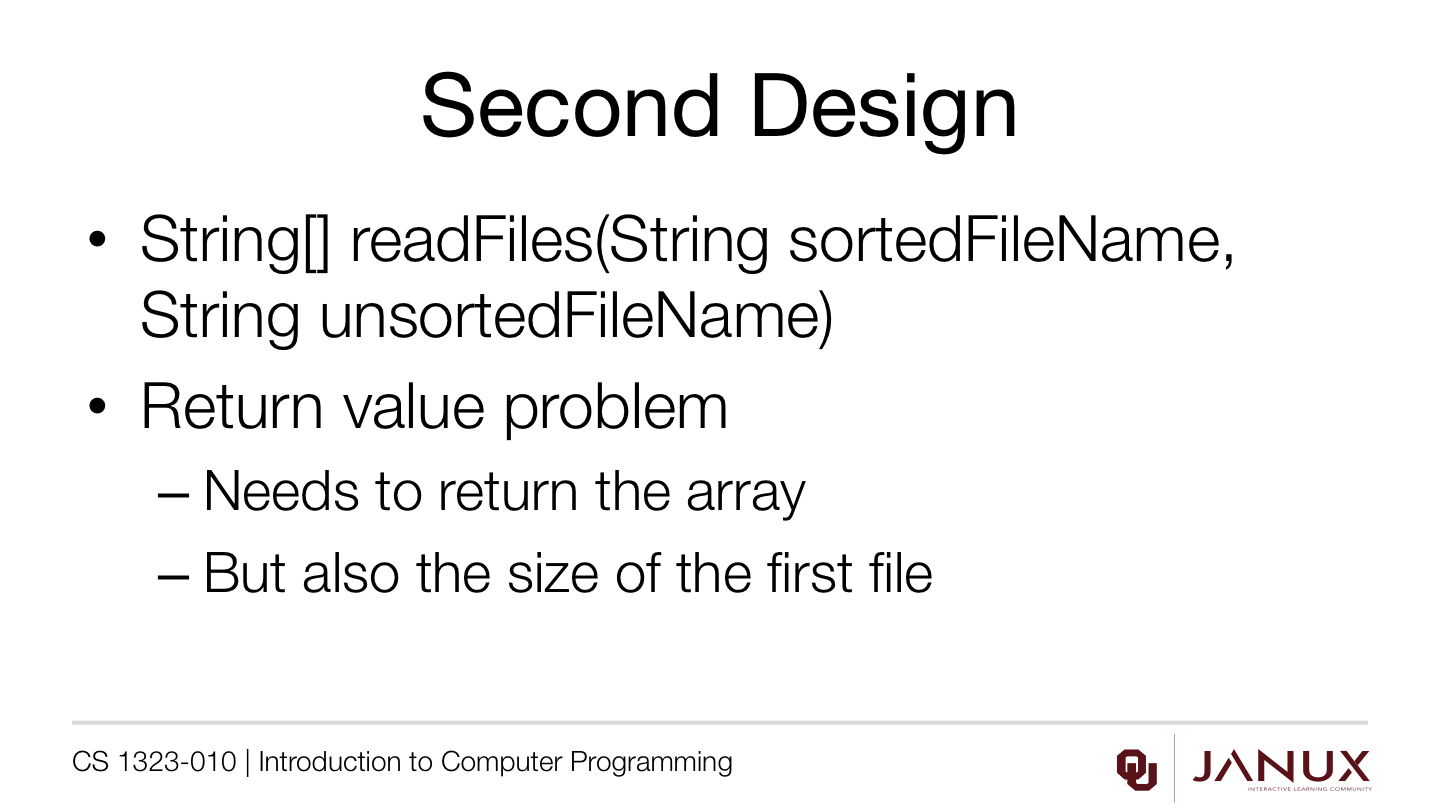 Second Design
• String[] readFiles(String sortedFileName,
String unsortedFileName)
• Return value problem
– Needs to return the array
– But also the size of the first file
CS 1323-010 | Introduction to Computer Programming
OU
JANUX
INTERACTIVE LEARNING COMMUNITY